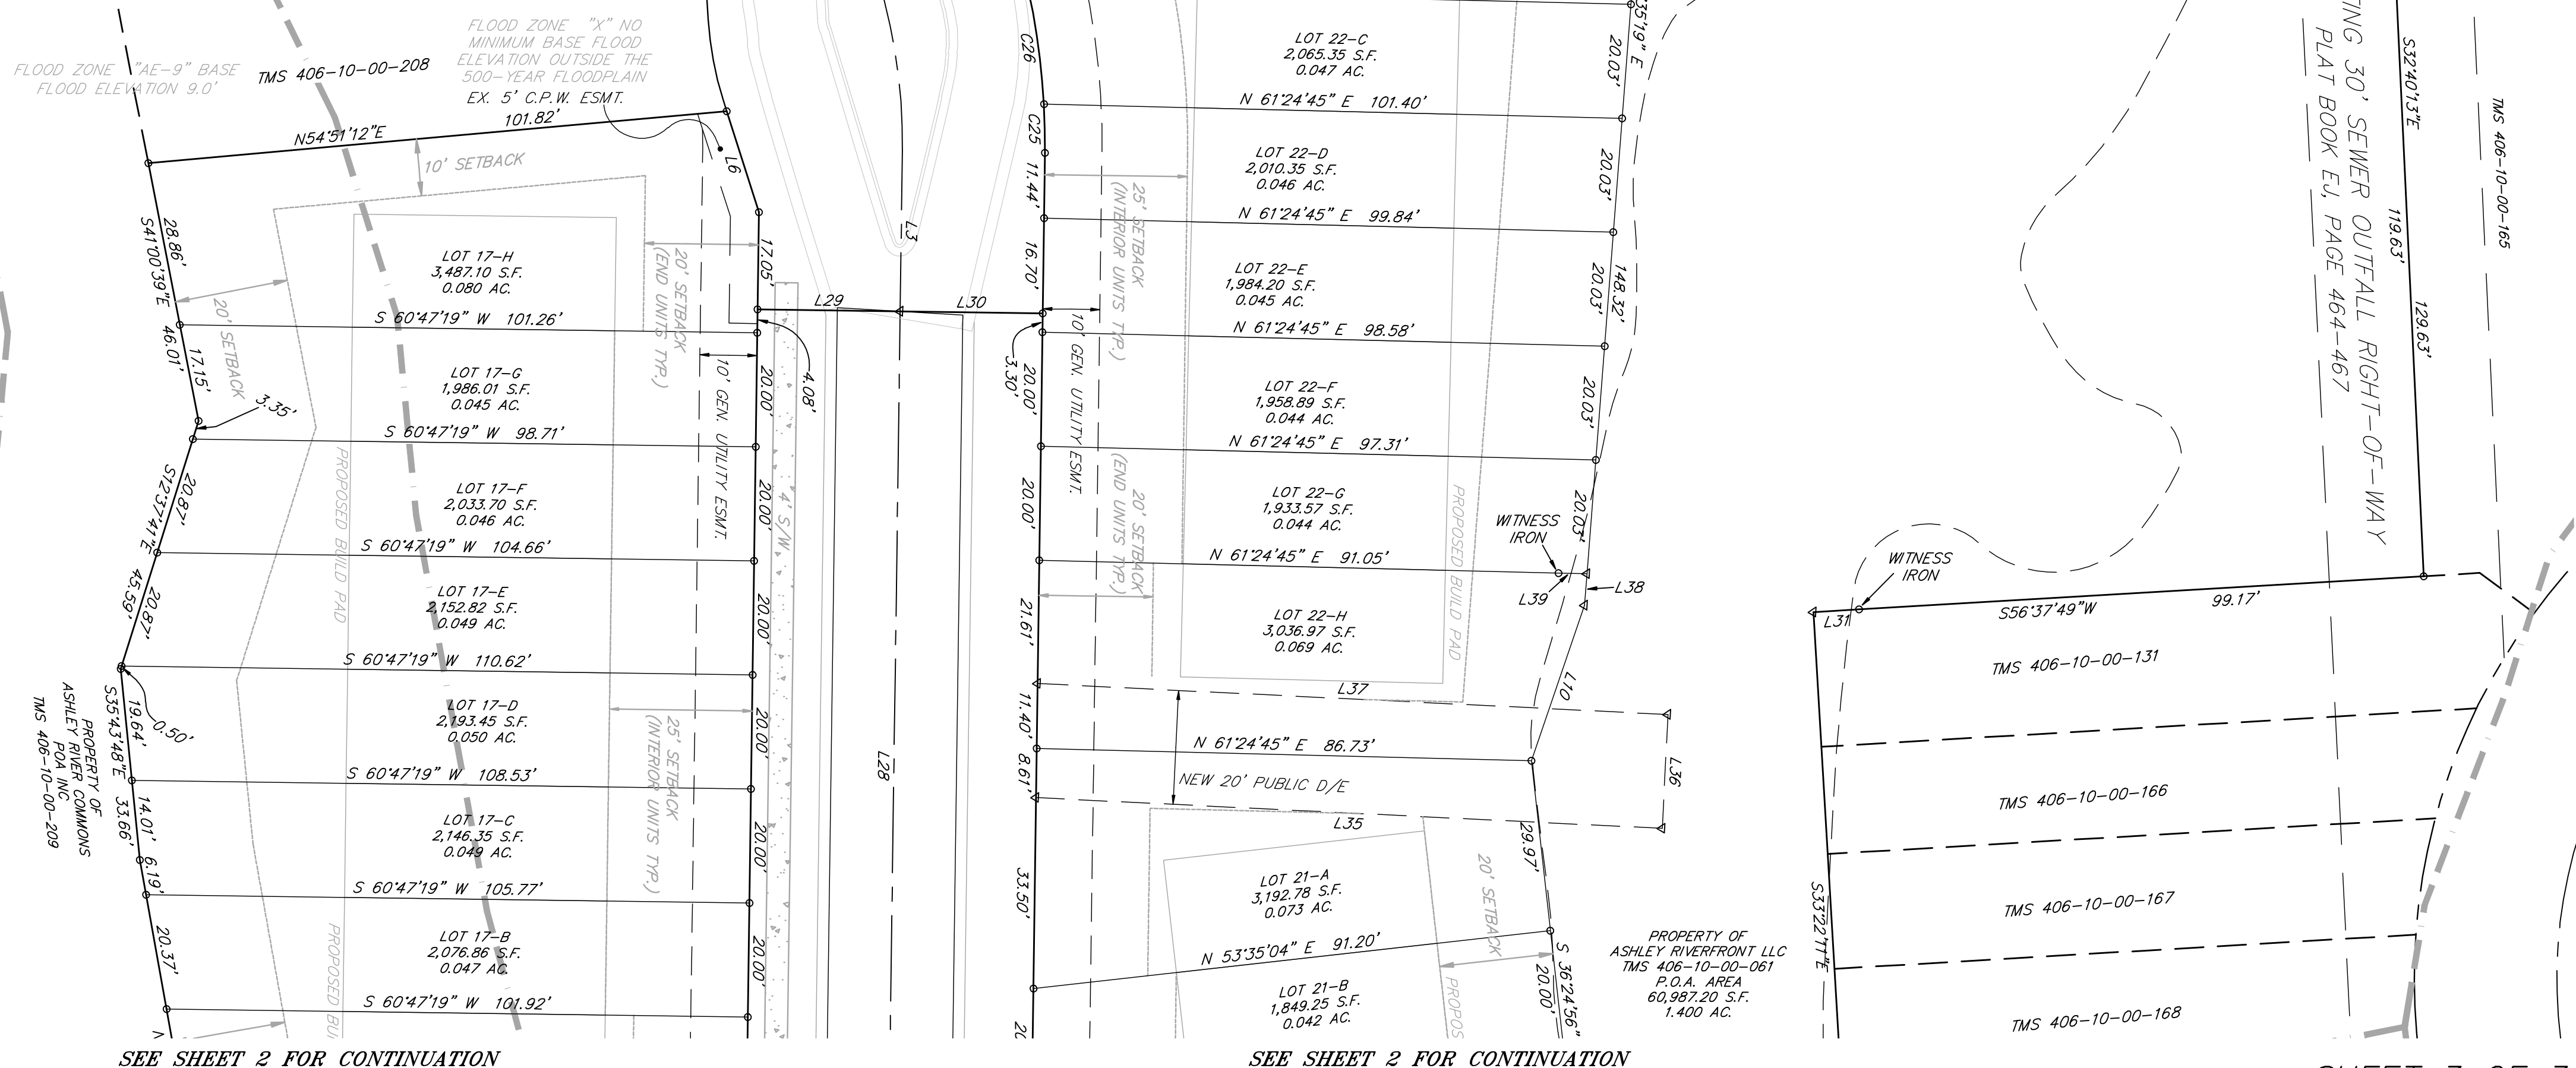 FLOOD ZONE "AE-9" BASE
FLOOD ELEVATION 9.0'
TMS 406-10-00-208
FLOOD ZONE "X" NO
MINIMUM BASE FLOOD
ELEVATION OUTSIDE THE
500-YEAR FLOODPLAIN
EX. 5' C.P.W. ESMT.
N54°51'12"E
101.82'
10' SETBACK
L6
28.86'
S41°00'39"E
46.01'
17.15'
20' SETBACK
3.35'
LOT 17-H
3,487.10 S.F.
0.080 AC.
20' SETBACK
(END UNITS TYP.)
17.05'
S 60°47'19" W 101.26'
LOT 17-G
1,986.01 S.F.
0.045 AC.
10' GEN. UTILITY ESMT.
20.00'
4.08'
S 60°47'19" W 98.71'
PROPOSED BUILD PAD
20.87'
S12°37'41"E
45.59'
20.87'
LOT 17-F
2,033.70 S.F.
0.046 AC.
20.00'
4' S/W
S 60°47'19" W 104.66'
LOT 17-E
2,152.82 S.F.
0.049 AC.
20.00'
S 60°47'19" W 110.62'
0.50'
19.64'
S35°43'48"E
33.66'
14.01'
6.19'
20.37'
PROPERTY OF
ASHLEY RIVER COMMONS
POA INC
TMS 406-10-00-209
LOT 17-D
2,193.45 S.F.
0.050 AC.
25' SETBACK
(INTERIOR UNITS TYP.)
20.00'
S 60°47'19" W 108.53'
LOT 17-C
2,146.35 S.F.
0.049 AC.
20.00'
S 60°47'19" W 105.77'
LOT 17-B
2,076.86 S.F.
0.047 AC.
20.00'
S 60°47'19" W 101.92'
SEE SHEET 2 FOR CONTINUATION
L3
L29
L30
L28
C26
C25
11.44'
16.70'
3.30'
20.00'
20.00'
21.61'
11.40'
8.61'
33.50'
LOT 22-C
2,065.35 S.F.
0.047 AC.
35'19" E
20.03'
N 61°24'45" E 101.40'
LOT 22-D
2,010.35 S.F.
0.046 AC.
20.03'
25' SETBACK
(INTERIOR UNITS TYP.)
N 61°24'45" E 99.84'
LOT 22-E
1,984.20 S.F.
0.045 AC.
20.03'
148.32'
10' GEN. UTILITY ESMT.
N 61°24'45" E 98.58'
LOT 22-F
1,958.89 S.F.
0.044 AC.
20.03'
N 61°24'45" E 97.31'
20' SETBACK
(END UNITS TYP.)
LOT 22-G
1,933.57 S.F.
0.044 AC.
20.03'
PROPOSED BUILD PAD
WITNESS
IRON
N 61°24'45" E 91.05'
L39
L38
LOT 22-H
3,036.97 S.F.
0.069 AC.
L10
L37
L36
N 61°24'45" E 86.73'
NEW 20' PUBLIC D/E
L35
29.97'
LOT 21-A
3,192.78 S.F.
0.073 AC.
20' SETBACK
N 53°35'04" E 91.20'
LOT 21-B
1,849.25 S.F.
0.042 AC.
S 36°24'56"
20.00'
PROPERTY OF
ASHLEY RIVERFRONT LLC
TMS 406-10-00-061
P.O.A. AREA
60,987.20 S.F.
1.400 AC.
SEE SHEET 2 FOR CONTINUATION
TING 30' SEWER OUTFALL RIGHT-OF-WAY
PLAT BOOK EJ, PAGE 464-467
S32°40'13"E
119.63'
129.63'
TMS 406-10-00-165
WITNESS
IRON
L31
S56°37'49"W
99.17'
TMS 406-10-00-131
TMS 406-10-00-166
S33°22'11"E
TMS 406-10-00-167
TMS 406-10-00-168